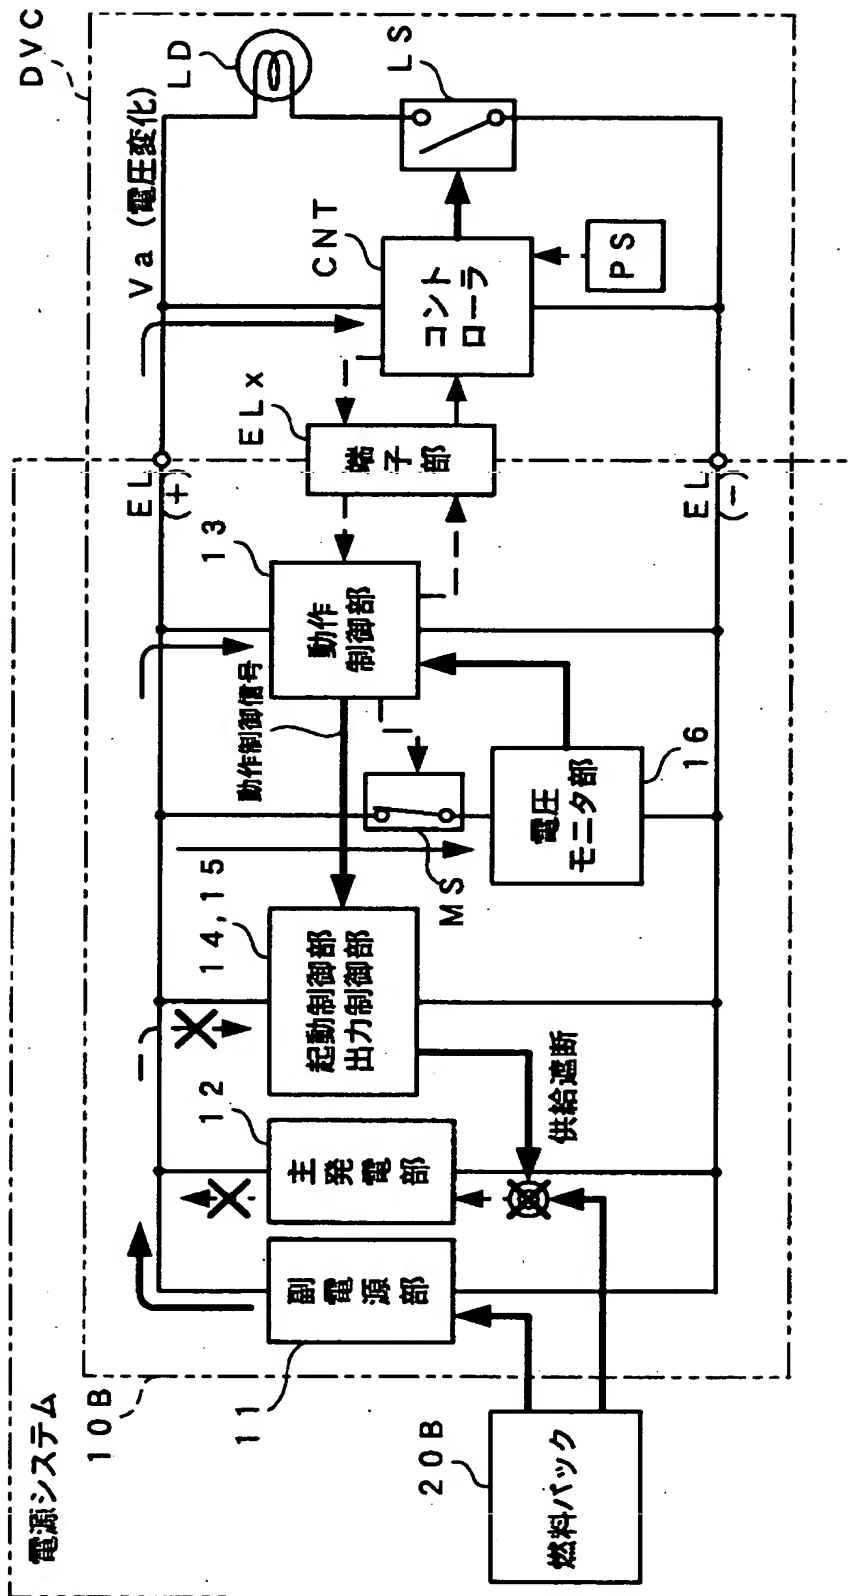 電源システム
10B
DVC
11
12
14,15
13
ELx
CNT
LD
LS
Va (電圧変化)
EL
(+)
動作制御信号
副電源部
主発電部
起動制御部
出力制御部
動作
制御部
端子部
コント
ローラ
PS
MS
電圧
モニタ部
16
EL
(−)
供給遮断
20B
燃料パック